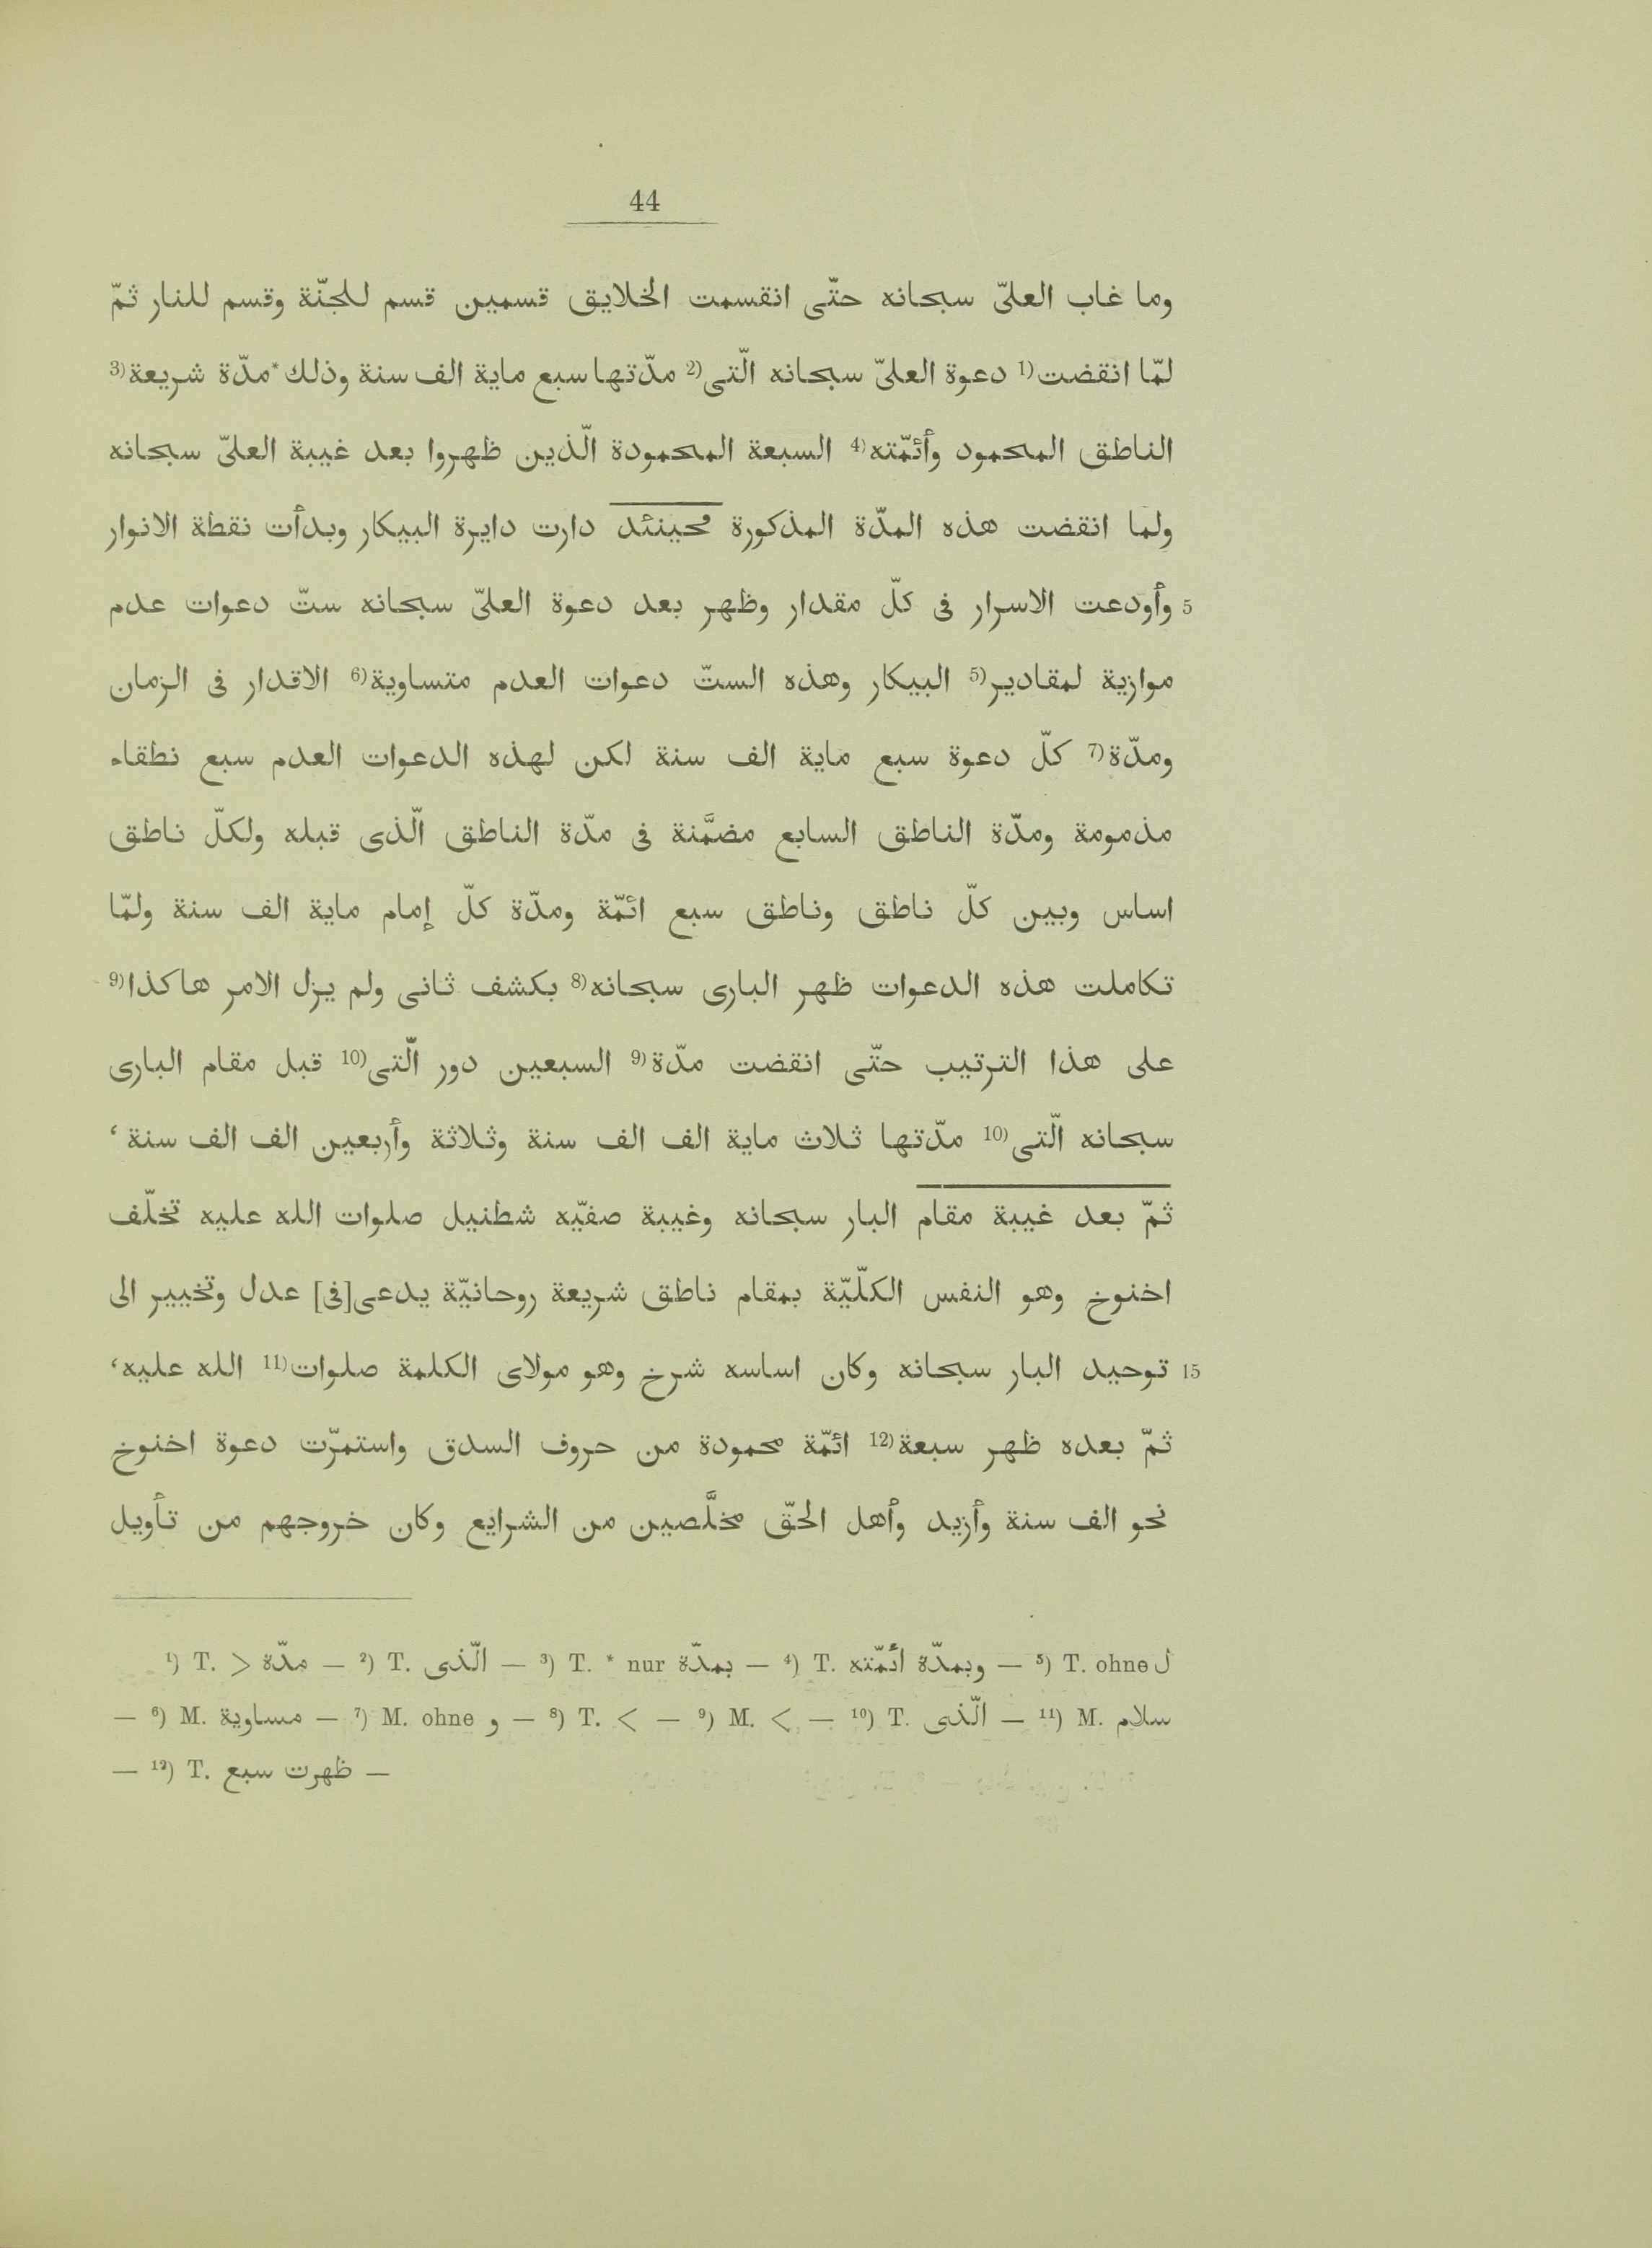 44
وما غاب العلىّ سبحانه حتّى انقسمت الخلايق قسمين قسم للجنّة وقسم للنار ثمّ
لمّا انقضت(1 دعوة العلىّ سبحانه الّتى(2 مدّتها سبع ماية الف سنة وذلك *مدّة شريعة(3
الناطق المحمود وأئمّته(4 السبعة المحمودة الّذين ظهروا بعد غيبة العلىّ سبحانه
ولما انقضت هذه المدّة المذكورة فحينئد دارت دايرة البيكار وبدأت نقطة الانوار
5 وأودعت الاسرار فى كلّ مقدار وظهر بعد دعوة العلىّ سبحانه ستّ دعوات عدم
موازية لمقادير(5 البيكار وهذه الستّ دعوات العدم متساوية(6 الاقدار فى الزمان
ومدّة(7 كلّ دعوة سبع ماية الف سنة لكن لهذه الدعوات العدم سبع نطقاء
مذمومة ومدّة الناطق السابع مضمَّنة فى مدّة الناطق الّذى قبله ولكلّ ناطق
اساس وبين كلّ ناطق وناطق سبع ائمّة ومدّة كلّ إمام ماية الف سنة ولمّا
تكاملت هذه الدعوات ظهر البارى سبحانه(8 بكشف ثانى ولم يزل الامر هاكذا(9
على هذا الترتيب حتّى انقضت مدّة(9 السبعين دور الّتى(10 قبل مقام البارى
سبحانه الّتى(10 مدّتها ثلاث ماية الف الف سنة وثلاثة وأربعين الف الف سنة ،
ثمّ بعد غيبة مقام البار سبحانه وغيبة صفيّه شطنيل صلوات الله عليه تخلّف
اخنوخ وهو النفس الكلّيّة بمقام ناطق شريعة روحانيّة يدعى [فى] عدل وتخيير الى
15 توحيد البار سبحانه وكان اساسه شرخ وهو مولاى الكلمة صلوات(11 الله عليه،
ثمّ بعده ظهر سبعة(12 ائمّة محمودة من حروف السدق واستمرّت دعوة اخنوخ
نحو الف سنة وأزيد وأهل الحقّ مخلَّصين من الشرايع وكان خروجهم من تأويل
¹) T. > مدّة — ²) T. الّذى — ³) T. * nur بمدّة — ⁴) T. وبمدّة أئمّته — ⁵) T. ohne ل
— ⁶) M. مساوية — ⁷) M. ohne و — ⁸) T. < — ⁹) M. < — ¹⁰) T. الّذى — ¹¹) M. سلام
— ¹²) T. ظهرت سبع —